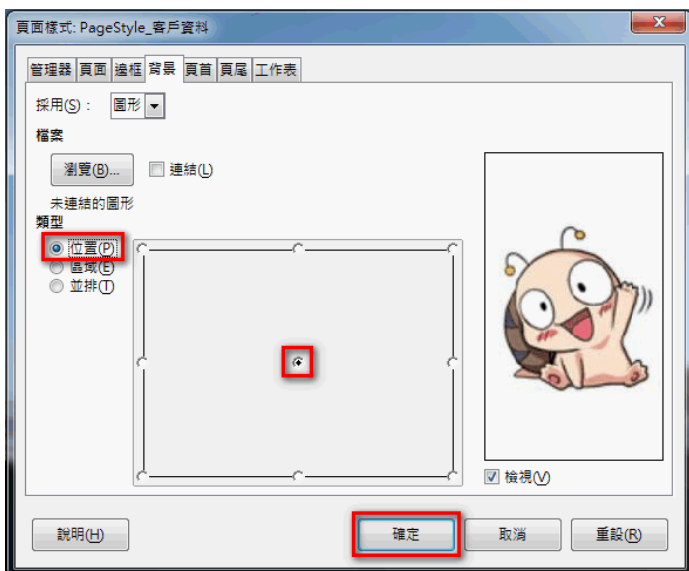 頁面樣式: PageStyle_客戶資料
管理器 頁面 邊框 背景 頁首 頁尾 工作表
採用(S)： 圖形
檔案
瀏覽(B)... 連結(L)
未連結的圖形
類型
位置(P)
區域(E)
並排(T)
檢視(V)
說明(H) 確定 取消 重設(R)